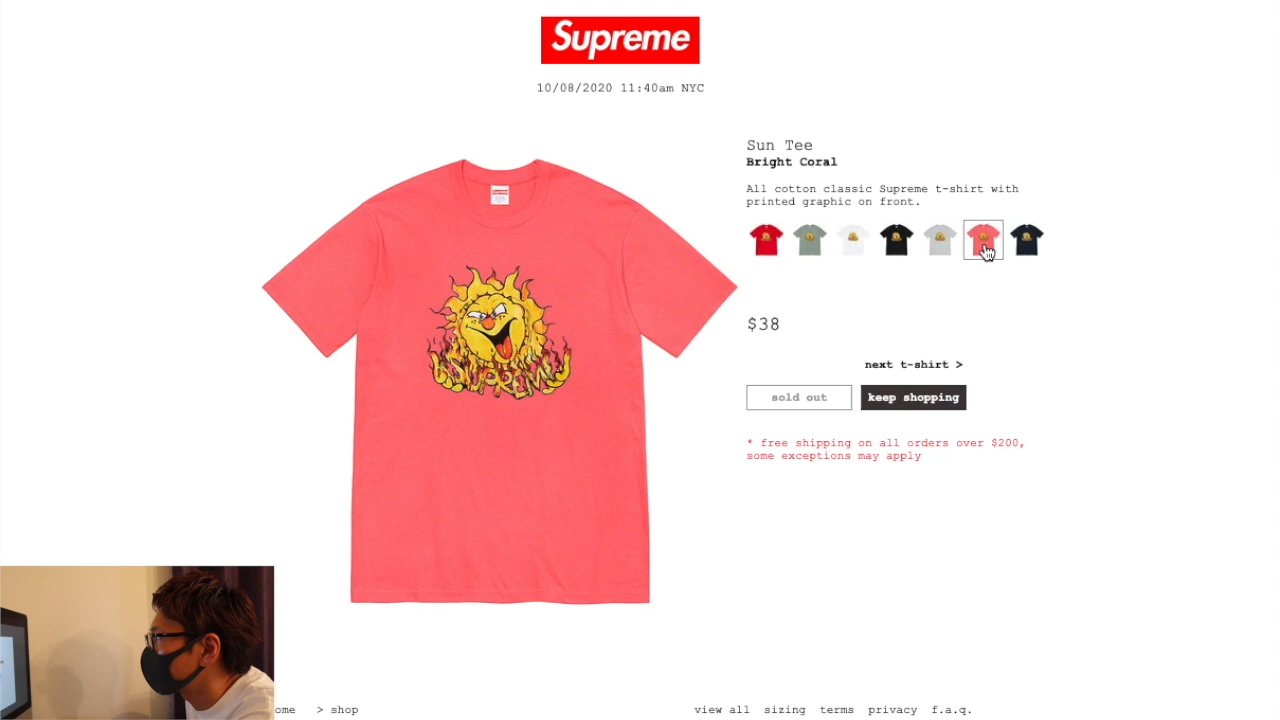 Supreme
10/08/2020 11:40am NYC
Sun Tee
Bright Coral
All cotton classic Supreme t-shirt with
printed graphic on front.
Supreme
SUPREME
$38
next t-shirt >
sold out
keep shopping
* free shipping on all orders over $200,
some exceptions may apply
ome > shop
view all sizing terms privacy f.a.q.